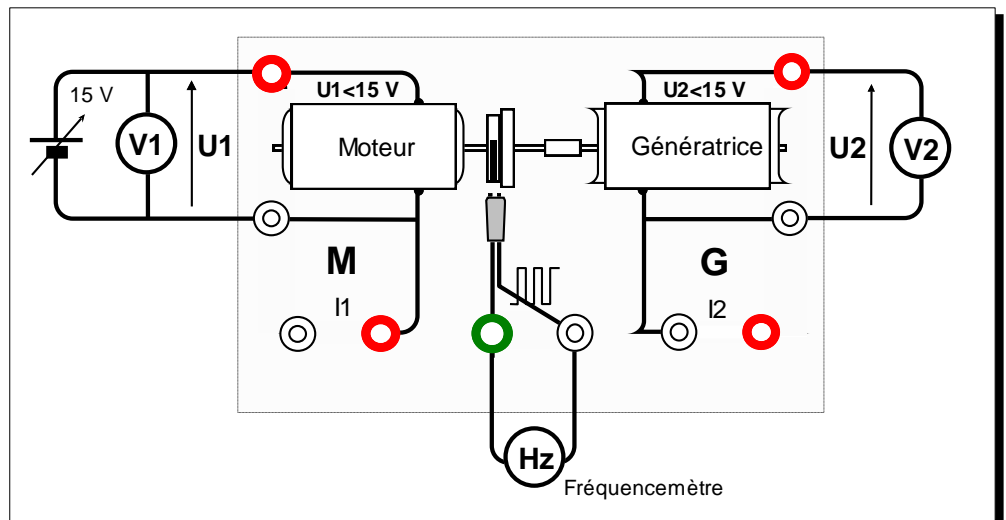 15 V
V1
U1
U1<15 V
Moteur
M
I1
U2<15 V
Génératrice
G
I2
U2
V2
Hz
Fréquencemètre